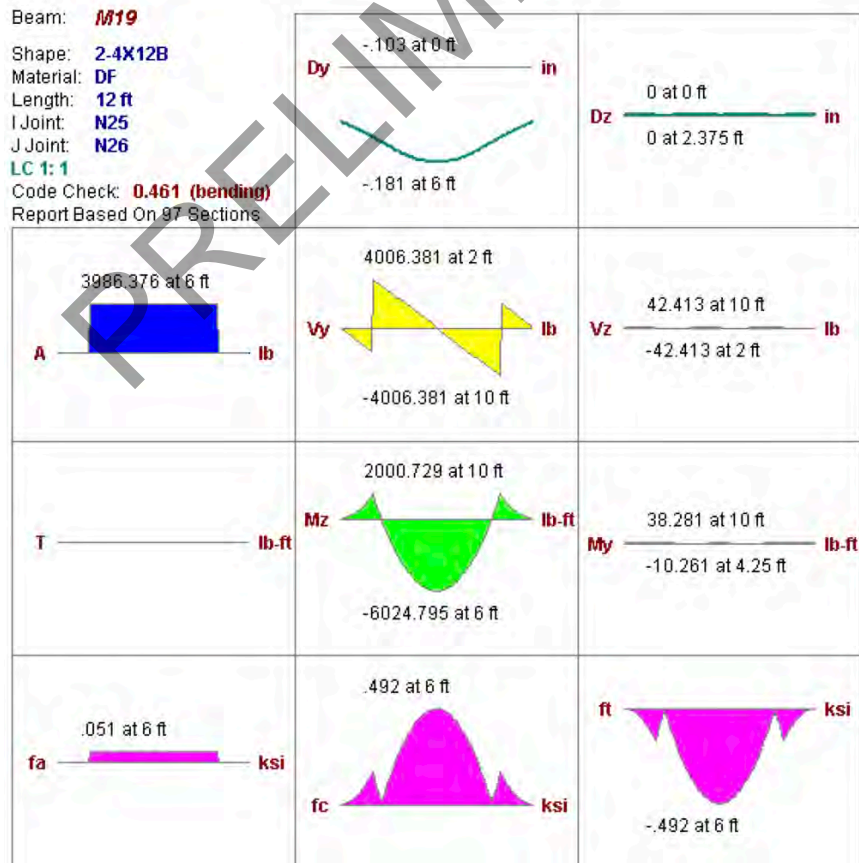 Beam: M19
Shape: 2-4X12B
Material: DF
Length: 12 ft
I Joint: N25
J Joint: N26
LC 1: 1
Code Check: 0.461 (bending)
Report Based On 97 Sections
-.103 at 0 ft
Dy in
-.181 at 6 ft
0 at 0 ft
Dz in
0 at 2.375 ft
3986.376 at 6 ft
A lb
4006.381 at 2 ft
Vy lb
-4006.381 at 10 ft
42.413 at 10 ft
Vz lb
-42.413 at 2 ft
T lb-ft
2000.729 at 10 ft
Mz lb-ft
-6024.795 at 6 ft
38.281 at 10 ft
My lb-ft
-10.261 at 4.25 ft
.051 at 6 ft
fa ksi
.492 at 6 ft
fc ksi
ft ksi
-.492 at 6 ft
PRELIM